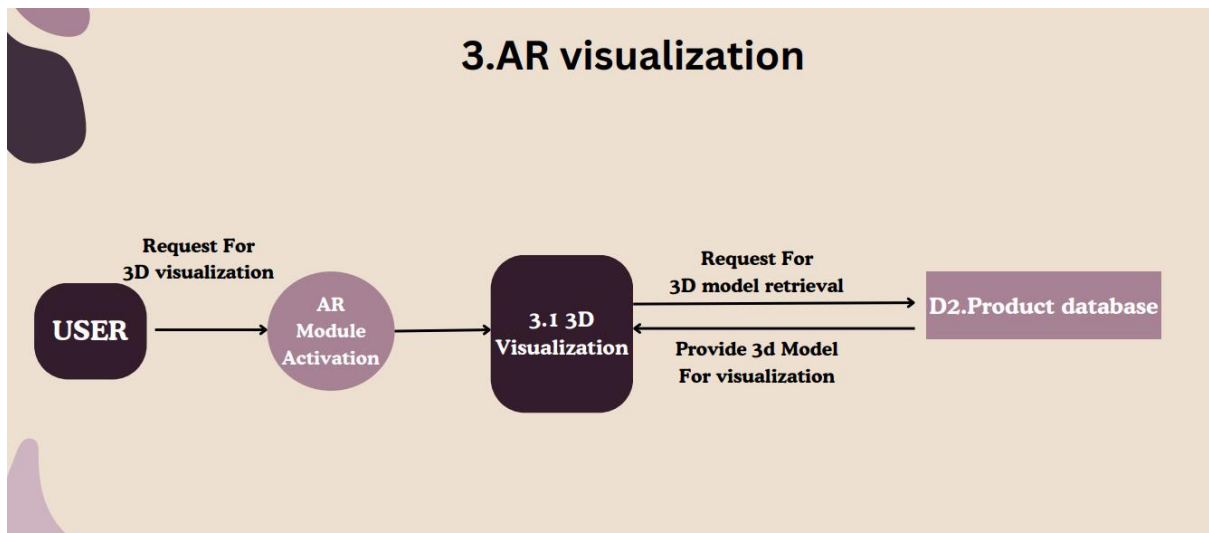 3.AR visualization
Request For
3D visualization
USER
AR
Module
Activation
3.1 3D
Visualization
Request For
3D model retrieval
Provide 3d Model
For visualization
D2.Product database